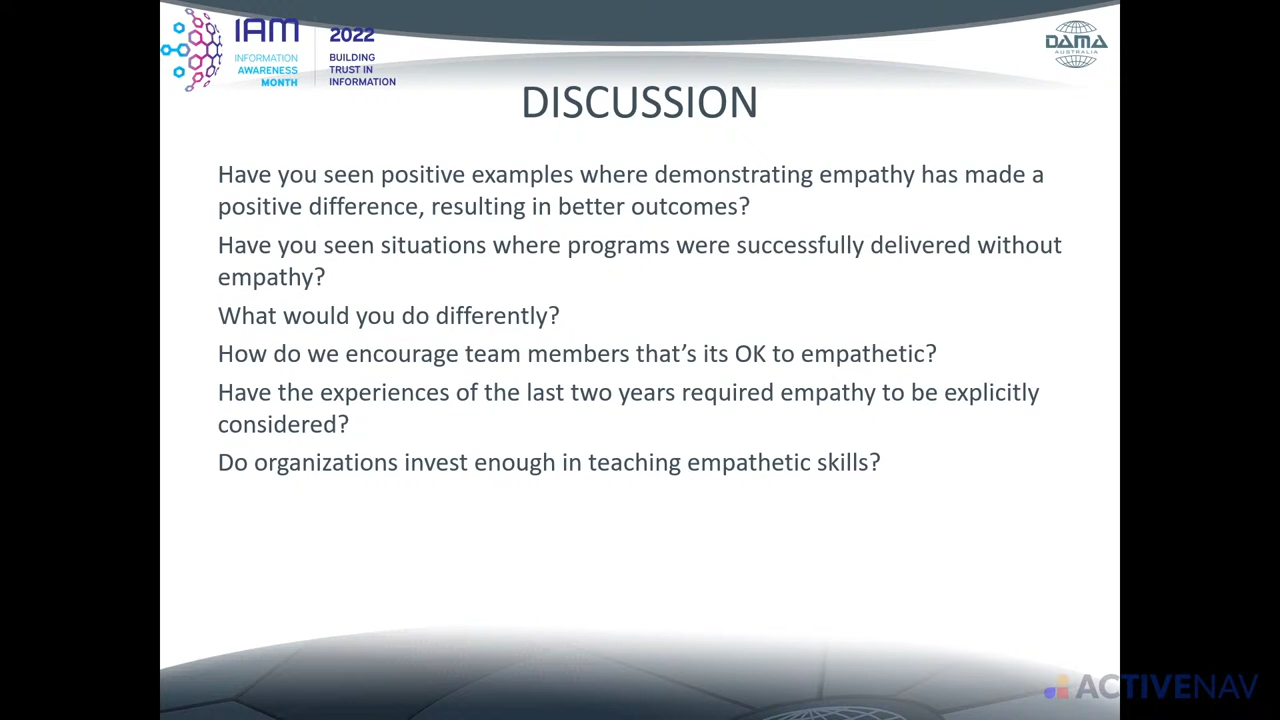 IAM
INFORMATION
AWARENESS
MONTH
2022
BUILDING
TRUST IN
INFORMATION
DAMA
AUSTRALIA
DISCUSSION
Have you seen positive examples where demonstrating empathy has made a
positive difference, resulting in better outcomes?
Have you seen situations where programs were successfully delivered without
empathy?
What would you do differently?
How do we encourage team members that’s its OK to empathetic?
Have the experiences of the last two years required empathy to be explicitly
considered?
Do organizations invest enough in teaching empathetic skills?
ACTIVENAV